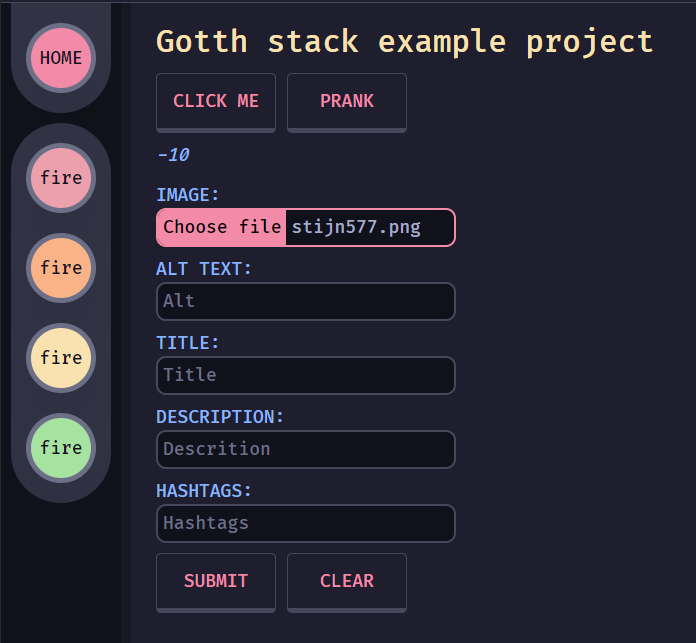 HOME
fire
fire
fire
fire
Gotth stack example project
CLICK ME PRANK
-10
IMAGE:
Choose file stijn577.png
ALT TEXT:
Alt
TITLE:
Title
DESCRIPTION:
Descrition
HASHTAGS:
Hashtags
SUBMIT CLEAR